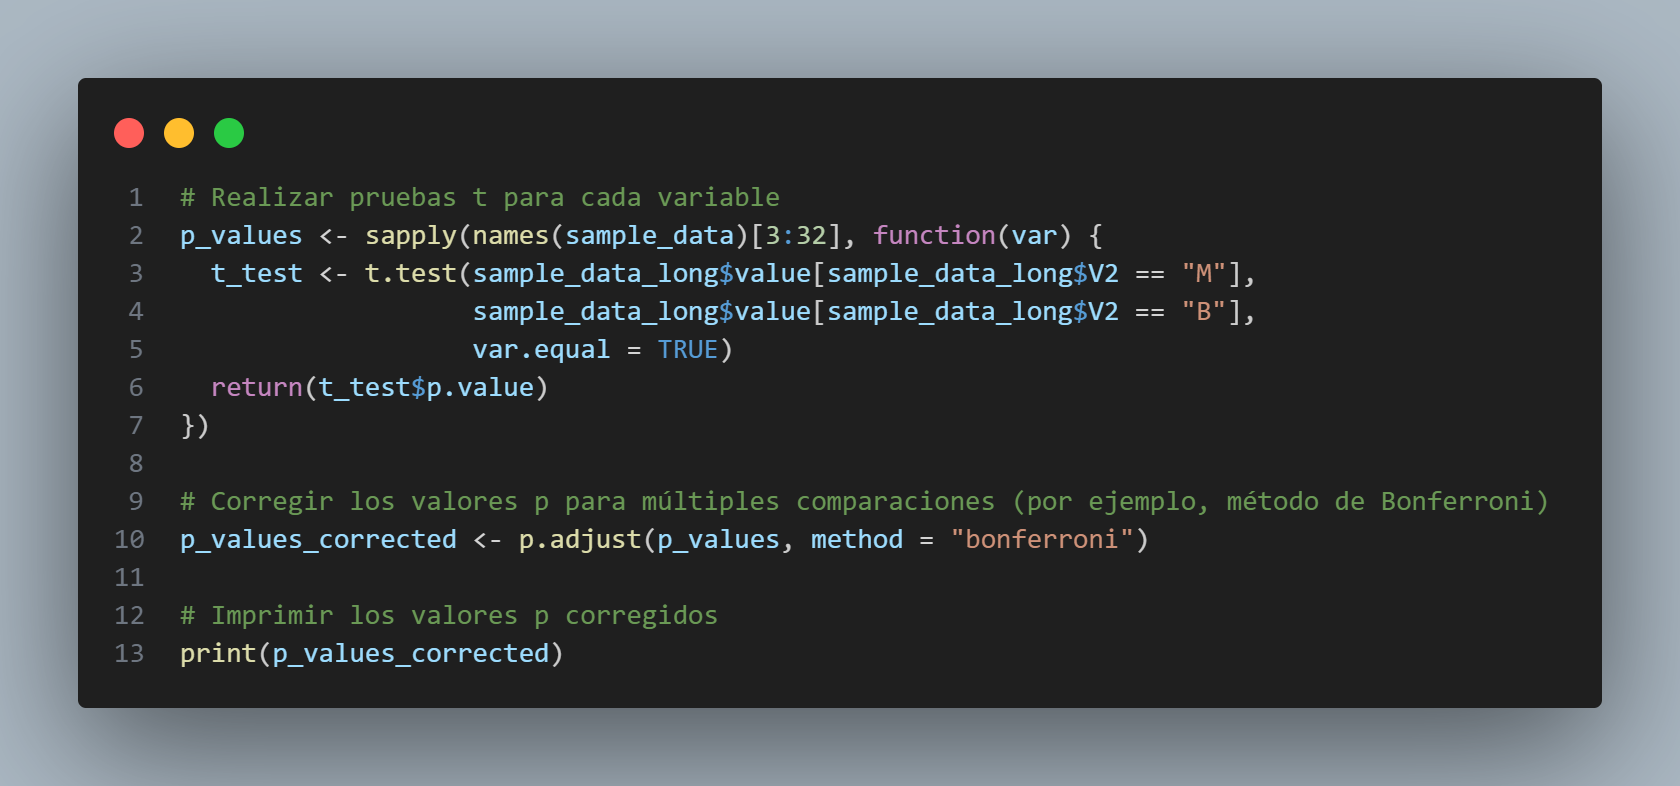 1 # Realizar pruebas t para cada variable
2 p_values <- sapply(names(sample_data)[3:32], function(var) {
3   t_test <- t.test(sample_data_long$value[sample_data_long$V2 == "M"],
4                    sample_data_long$value[sample_data_long$V2 == "B"],
5                    var.equal = TRUE)
6   return(t_test$p.value)
7 })
8
9 # Corregir los valores p para múltiples comparaciones (por ejemplo, método de Bonferroni)
10 p_values_corrected <- p.adjust(p_values, method = "bonferroni")
11
12 # Imprimir los valores p corregidos
13 print(p_values_corrected)